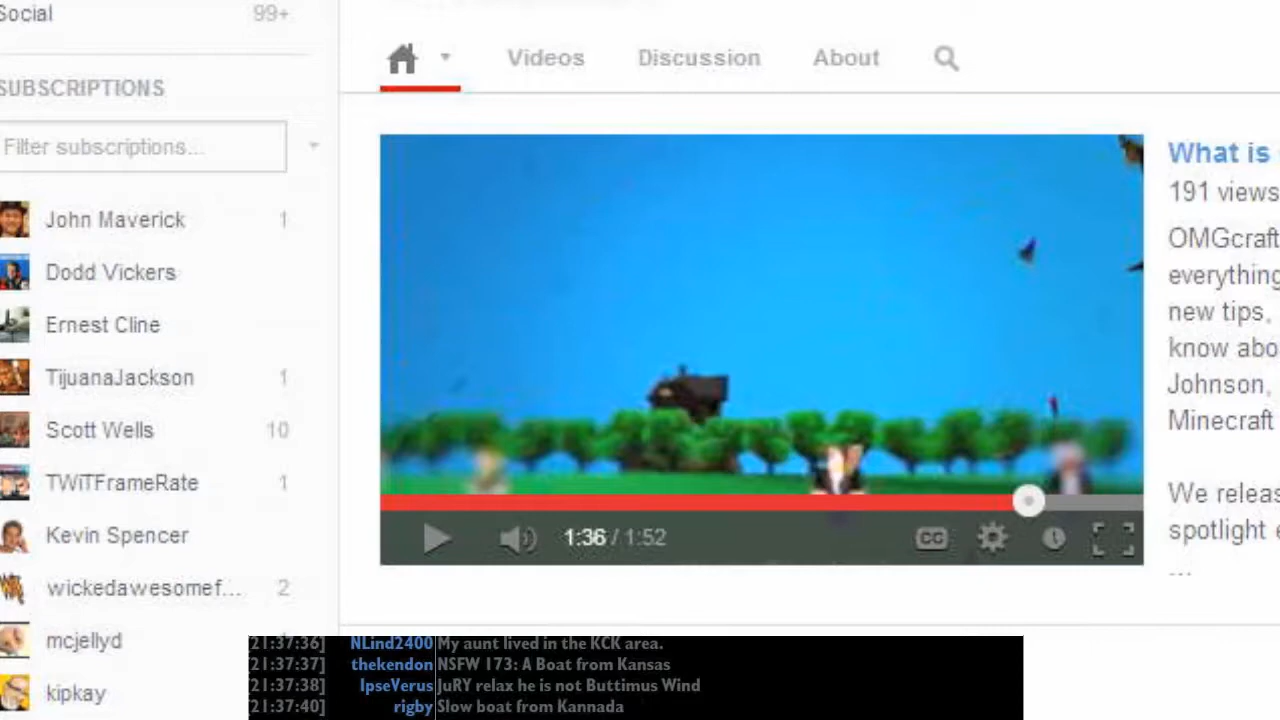 Social 99+
SUBSCRIPTIONS
Filter subscriptions...
John Maverick 1
Dodd Vickers
Ernest Cline
TijuanaJackson 1
Scott Wells 10
TWiTFrameRate 1
Kevin Spencer
wickedawesomef... 2
mcjellyd
kipkay
Videos Discussion About
1:36 / 1:52
CC
What is
191 views
OMGcraft
everything
new tips,
know abo
Johnson,
Minecraft
We releas
spotlight e
...
[21:37:36] NLind2400 My aunt lived in the KCK area.
[21:37:37] thekendon NSFW 173: A Boat from Kansas
[21:37:38] IpseVerus JuRY relax he is not Buttimus Wind
[21:37:40] rigby Slow boat from Kannada